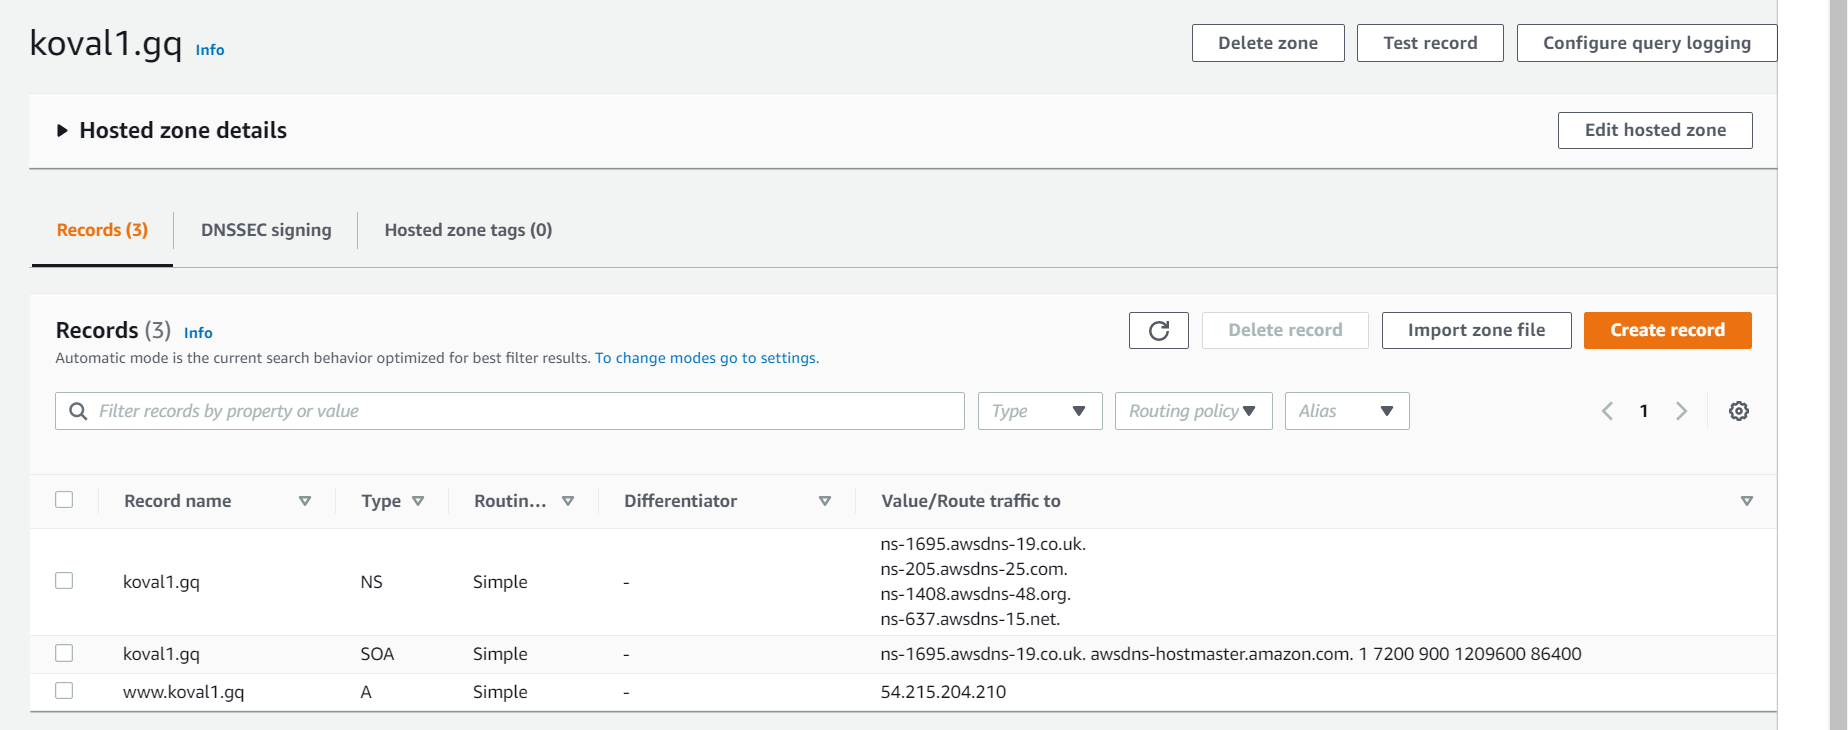 koval1.gq Info
Delete zone Test record Configure query logging
Hosted zone details
Edit hosted zone
Records (3) DNSSEC signing Hosted zone tags (0)
Records (3) Info
Delete record Import zone file Create record
Automatic mode is the current search behavior optimized for best filter results. To change modes go to settings.
Filter records by property or value Type Routing policy Alias 1
Record name Type Routin... Differentiator Value/Route traffic to
koval1.gq NS Simple - ns-1695.awsdns-19.co.uk.
ns-205.awsdns-25.com.
ns-1408.awsdns-48.org.
ns-637.awsdns-15.net.
koval1.gq SOA Simple - ns-1695.awsdns-19.co.uk. awsdns-hostmaster.amazon.com. 1 7200 900 1209600 86400
www.koval1.gq A Simple - 54.215.204.210